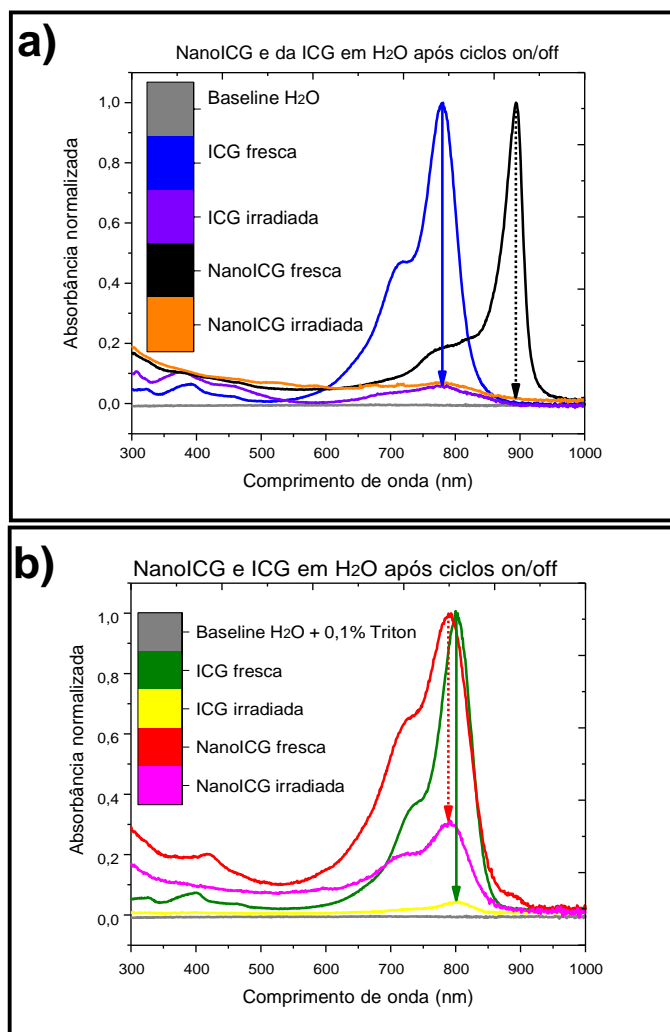 a)
NanoICG e da ICG em H2O após ciclos on/off
Baseline H2O
ICG fresca
ICG irradiada
NanoICG fresca
NanoICG irradiada
Absorbância normalizada
1,0
0,8
0,6
0,4
0,2
0,0
300 400 500 600 700 800 900 1000
Comprimento de onda (nm)
b)
NanoICG e ICG em H2O após ciclos on/off
Baseline H2O + 0,1% Triton
ICG fresca
ICG irradiada
NanoICG fresca
NanoICG irradiada
Absorbância normalizada
1,0
0,8
0,6
0,4
0,2
0,0
300 400 500 600 700 800 900 1000
Comprimento de onda (nm)